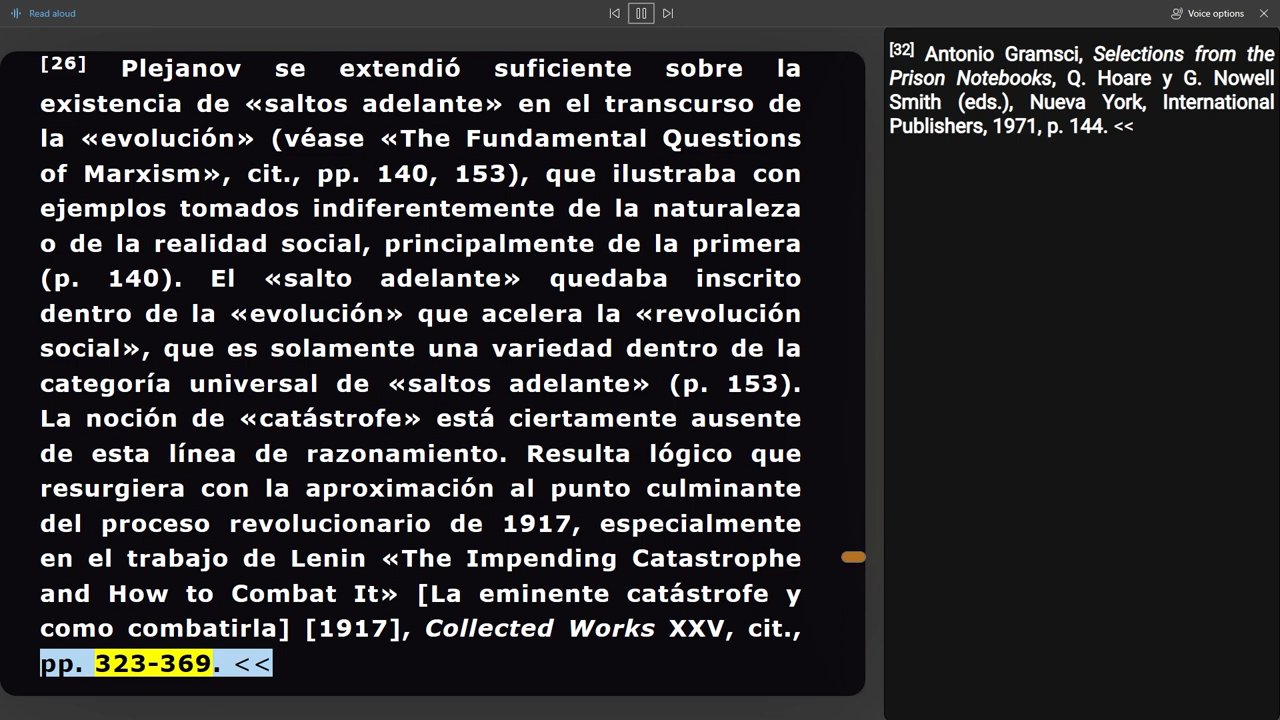 Read aloud
Voice options
[26] Plejanov se extendió suficiente sobre la
existencia de «saltos adelante» en el transcurso de
la «evolución» (véase «The Fundamental Questions
of Marxism», cit., pp. 140, 153), que ilustraba con
ejemplos tomados indiferentemente de la naturaleza
o de la realidad social, principalmente de la primera
(p. 140). El «salto adelante» quedaba inscrito
dentro de la «evolución» que acelera la «revolución
social», que es solamente una variedad dentro de la
categoría universal de «saltos adelante» (p. 153).
La noción de «catástrofe» está ciertamente ausente
de esta línea de razonamiento. Resulta lógico que
resurgiera con la aproximación al punto culminante
del proceso revolucionario de 1917, especialmente
en el trabajo de Lenin «The Impending Catastrophe
and How to Combat It» [La eminente catástrofe y
como combatirla] [1917], Collected Works XXV, cit.,
pp. 323-369. <<
[32] Antonio Gramsci, Selections from the
Prison Notebooks, Q. Hoare y G. Nowell
Smith (eds.), Nueva York, International
Publishers, 1971, p. 144. <<